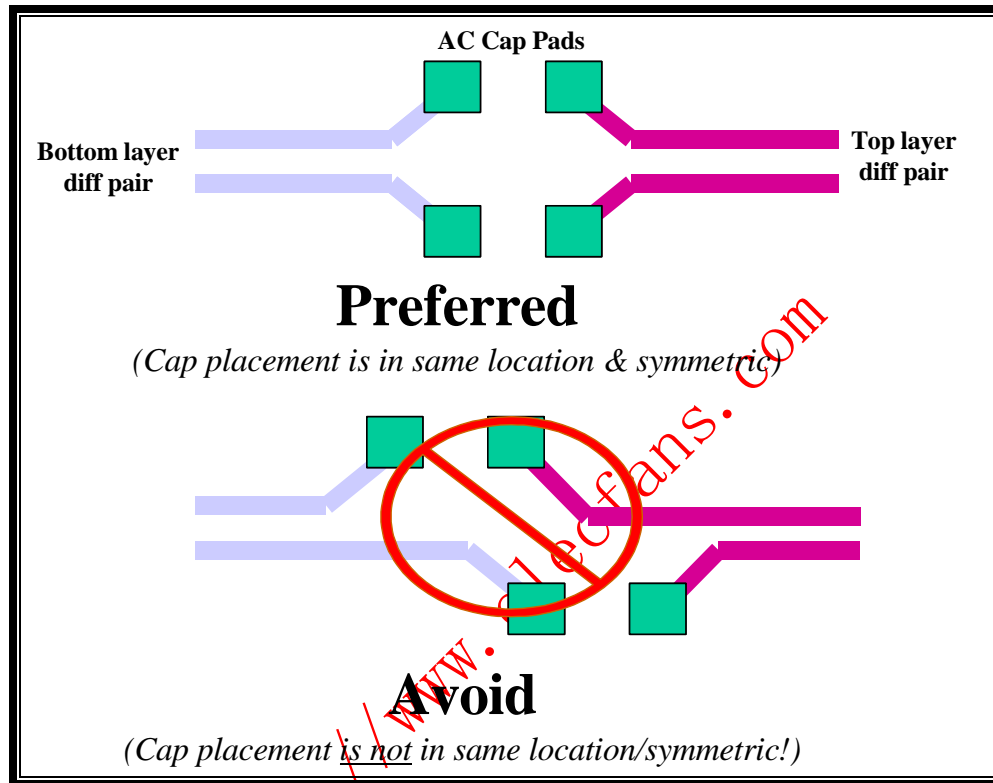 AC Cap Pads
Bottom layer
diff pair
Top layer
diff pair
Preferred
(Cap placement is in same location & symmetric)
//www.elecfans.com
Avoid
(Cap placement is not in same location/symmetric!)